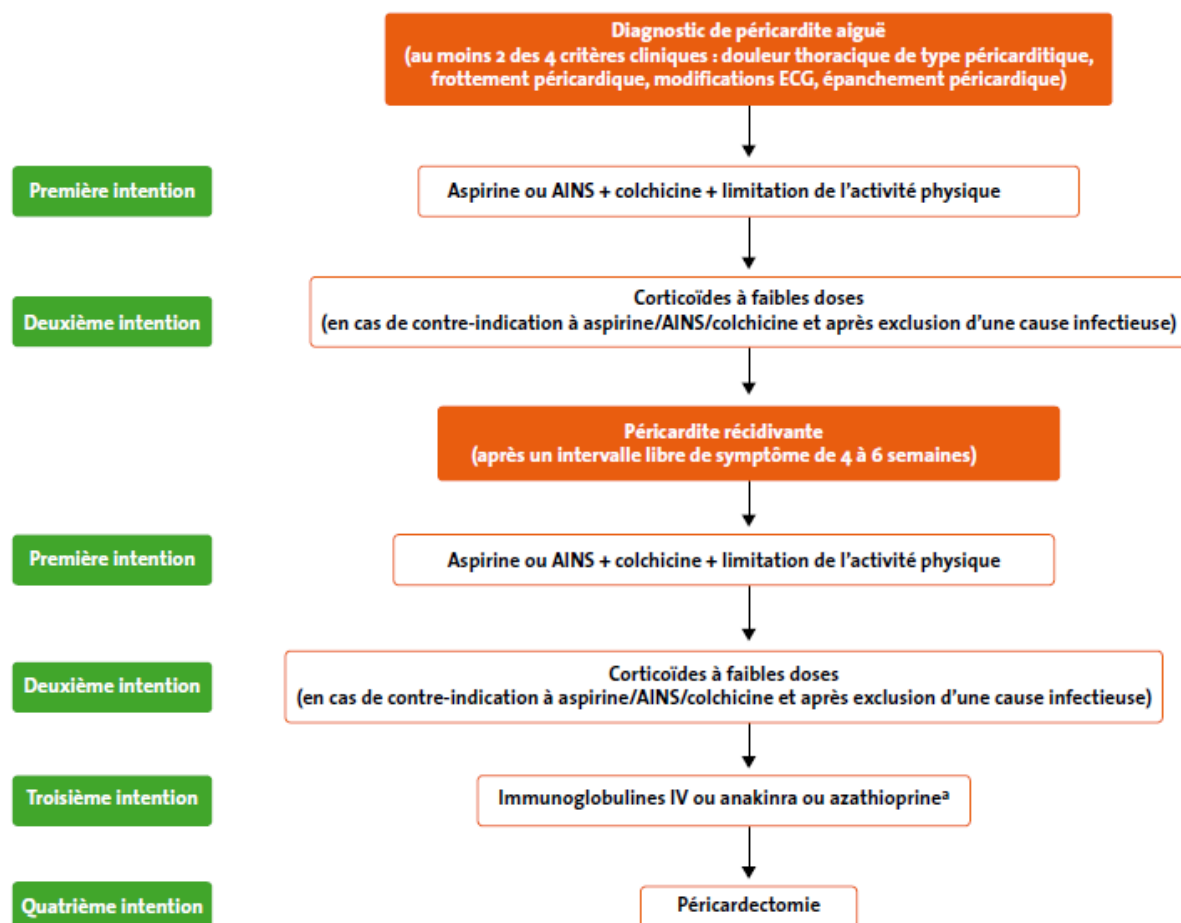 Diagnostic de péricardite aiguë
(au moins 2 des 4 critères cliniques : douleur thoracique de type péricarditique,
frottement péricardique, modifications ECG, épanchement péricardique)
Première intention
Aspirine ou AINS + colchicine + limitation de l’activité physique
Deuxième intention
Corticoïdes à faibles doses
(en cas de contre-indication à aspirine/AINS/colchicine et après exclusion d’une cause infectieuse)
Péricardite récidivante
(après un intervalle libre de symptôme de 4 à 6 semaines)
Première intention
Aspirine ou AINS + colchicine + limitation de l’activité physique
Deuxième intention
Corticoïdes à faibles doses
(en cas de contre-indication à aspirine/AINS/colchicine et après exclusion d’une cause infectieuse)
Troisième intention
Immunoglobulines IV ou anakinra ou azathioprineᵃ
Quatrième intention
Péricardectomie